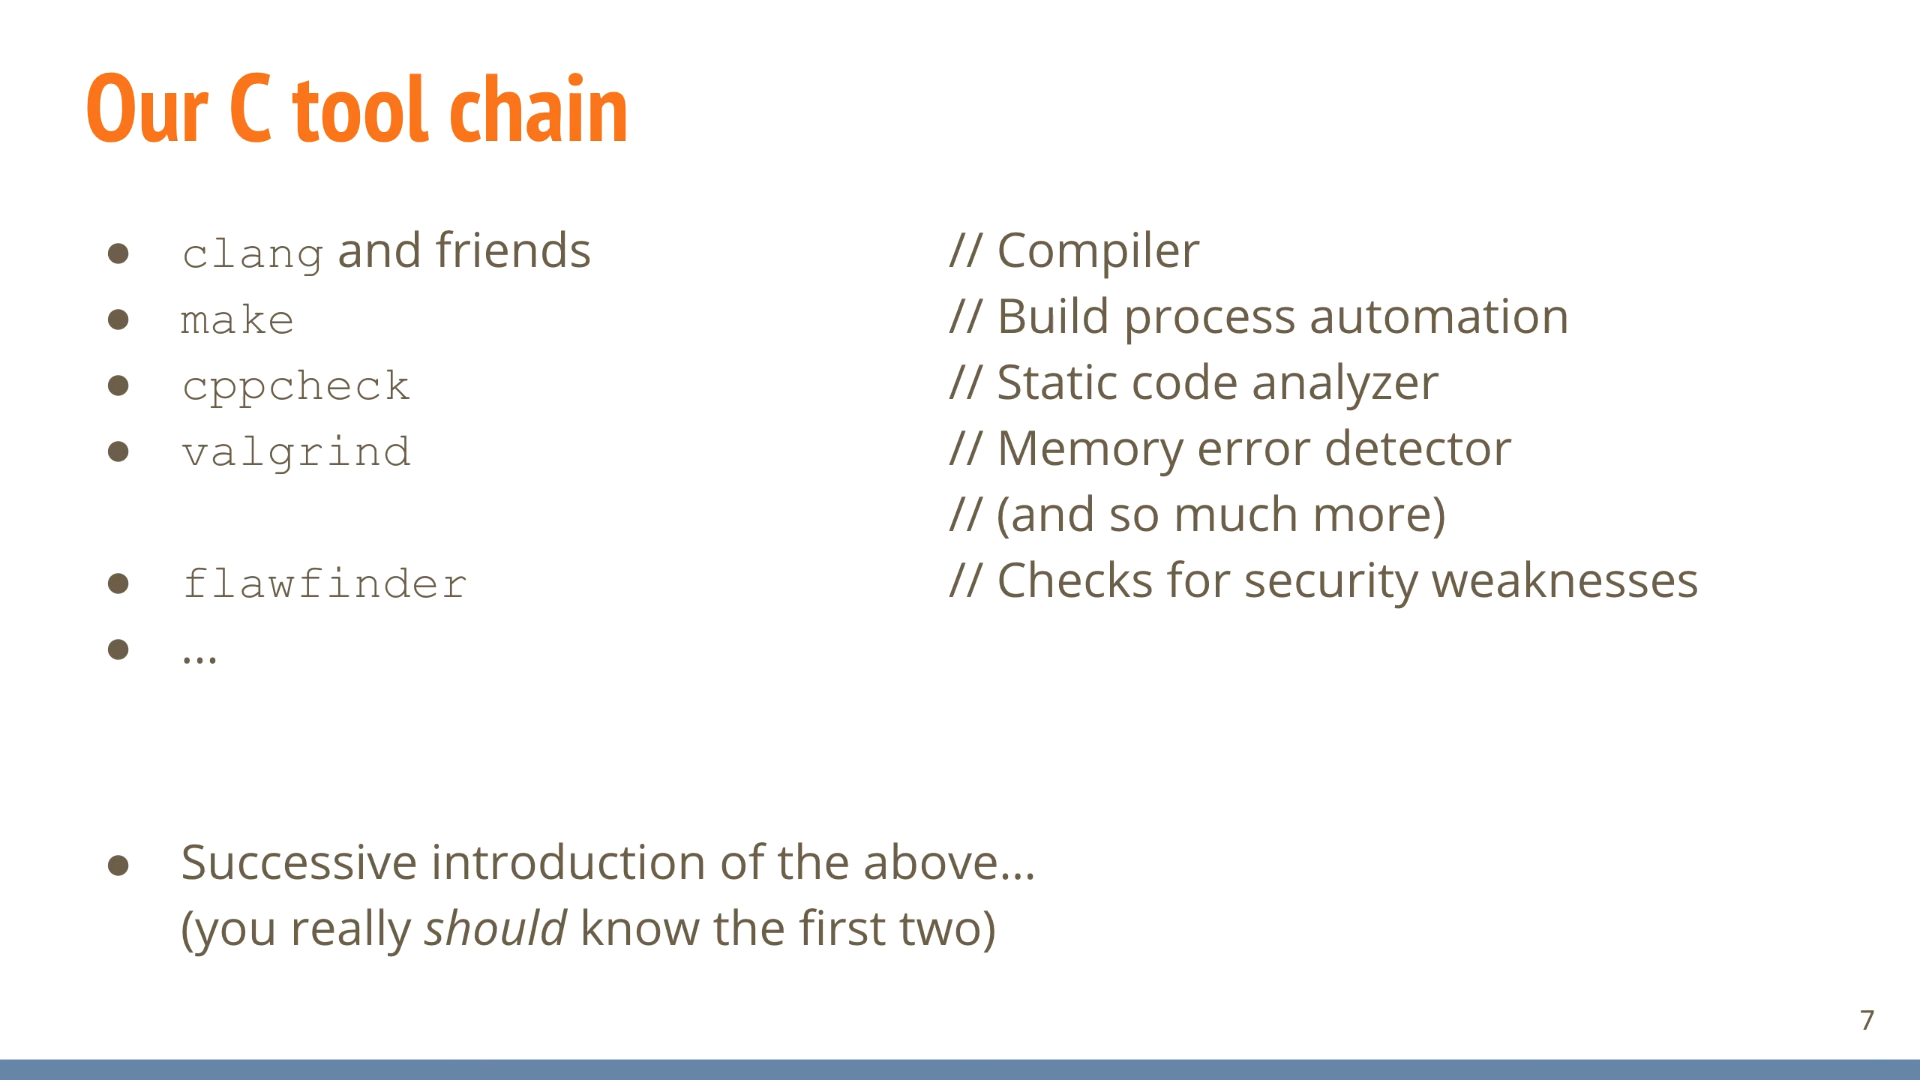 Our C tool chain
● clang and friends // Compiler
● make // Build process automation
● cppcheck // Static code analyzer
● valgrind // Memory error detector
// (and so much more)
● flawfinder // Checks for security weaknesses
● ...
● Successive introduction of the above...
(you really should know the first two)
7